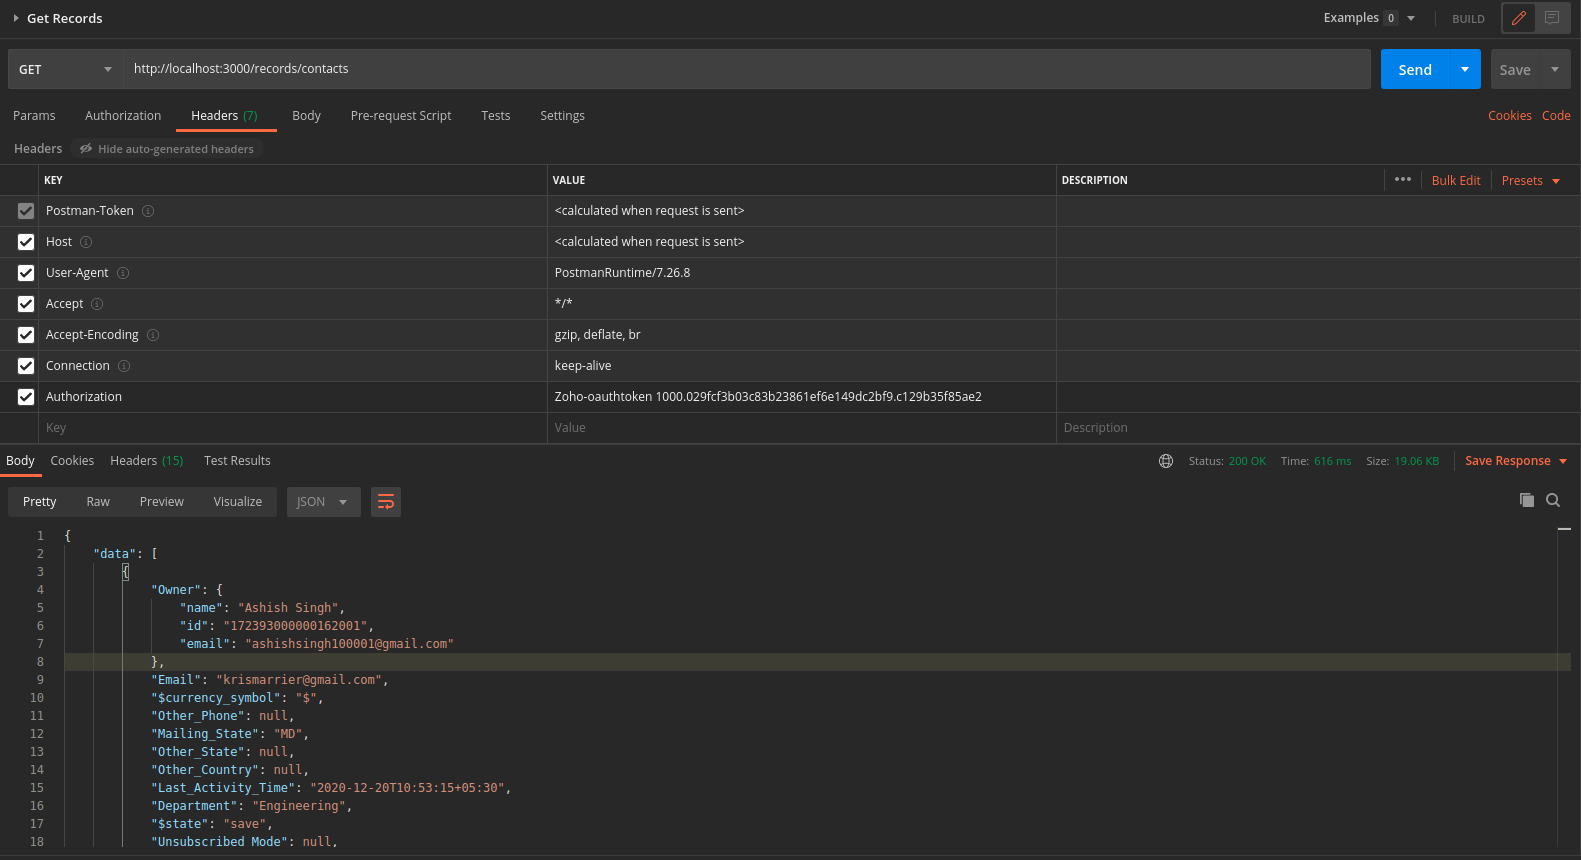 Get Records
Examples 0 BUILD
GET http://localhost:3000/records/contacts Send Save
Params Authorization Headers (7) Body Pre-request Script Tests Settings Cookies Code
Headers Hide auto-generated headers
KEY VALUE DESCRIPTION ••• Bulk Edit Presets
Postman-Token <calculated when request is sent>
Host <calculated when request is sent>
User-Agent PostmanRuntime/7.26.8
Accept */*
Accept-Encoding gzip, deflate, br
Connection keep-alive
Authorization Zoho-oauthtoken 1000.029fcf3b03c83b23861ef6e149dc2bf9.c129b35f85ae2
Key Value Description
Body Cookies Headers (15) Test Results Status: 200 OK Time: 616 ms Size: 19.06 KB Save Response
Pretty Raw Preview Visualize JSON
1 {
2 "data": [
3 {
4 "Owner": {
5 "name": "Ashish Singh",
6 "id": "172393000000162001",
7 "email": "ashishsingh100001@gmail.com"
8 },
9 "Email": "krismarrier@gmail.com",
10 "$currency_symbol": "$",
11 "Other_Phone": null,
12 "Mailing_State": "MD",
13 "Other_State": null,
14 "Other_Country": null,
15 "Last_Activity_Time": "2020-12-20T10:53:15+05:30",
16 "Department": "Engineering",
17 "$state": "save",
18 "Unsubscribed_Mode": null,